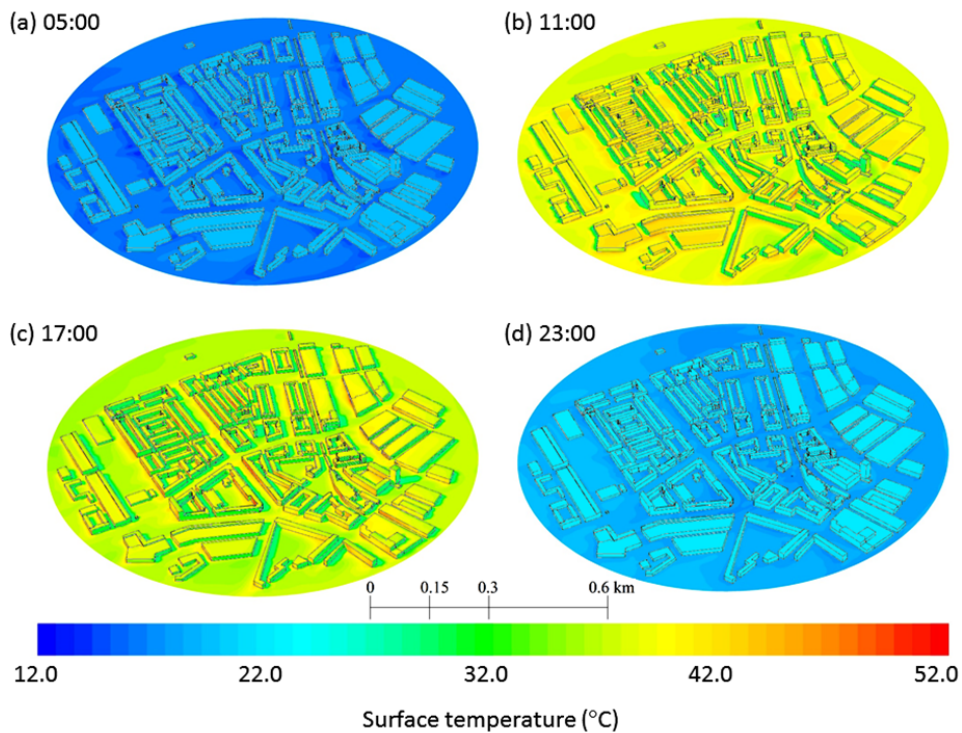 (a) 05:00
(b) 11:00
(c) 17:00
(d) 23:00
0 0.15 0.3 0.6 km
12.0 22.0 32.0 42.0 52.0
Surface temperature (°C)